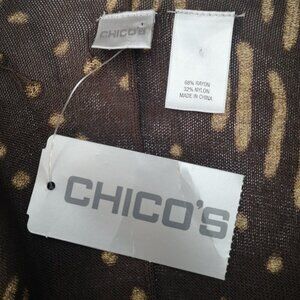 CHICO'S
68% RAYON
32% NYLON
MADE IN CHINA
CHICO'S